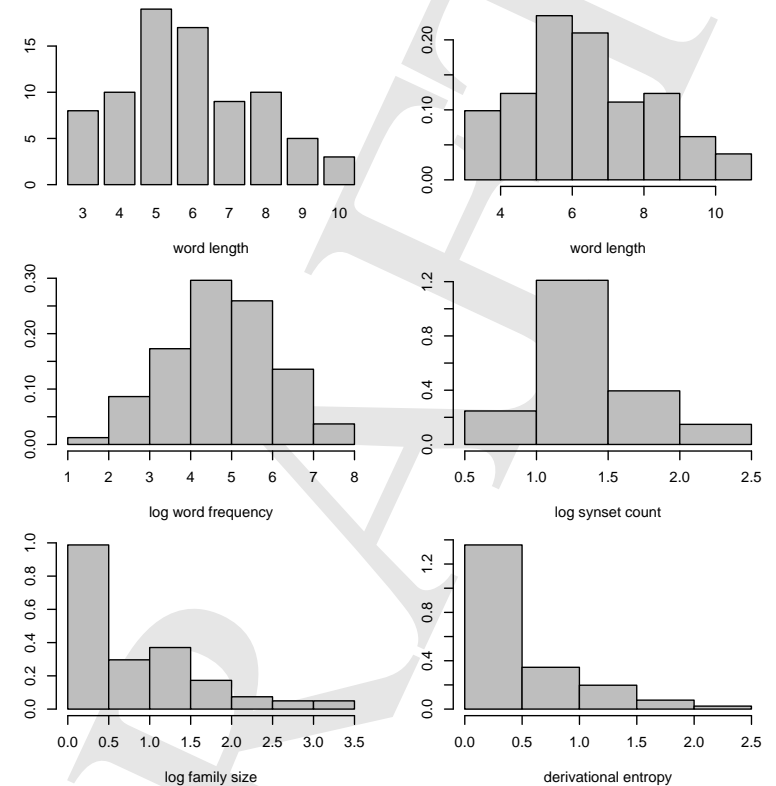 0 5 10 15
3 4 5 6 7 8 9 10
word length
0.00 0.10 0.20
4 6 8 10
word length
0.00 0.10 0.20 0.30
1 2 3 4 5 6 7 8
log word frequency
0.0 0.4 0.8 1.2
0.5 1.0 1.5 2.0 2.5
log synset count
0.0 0.2 0.4 0.6 0.8 1.0
0.0 0.5 1.0 1.5 2.0 2.5 3.0 3.5
log family size
0.0 0.4 0.8 1.2
0.0 0.5 1.0 1.5 2.0 2.5
derivational entropy